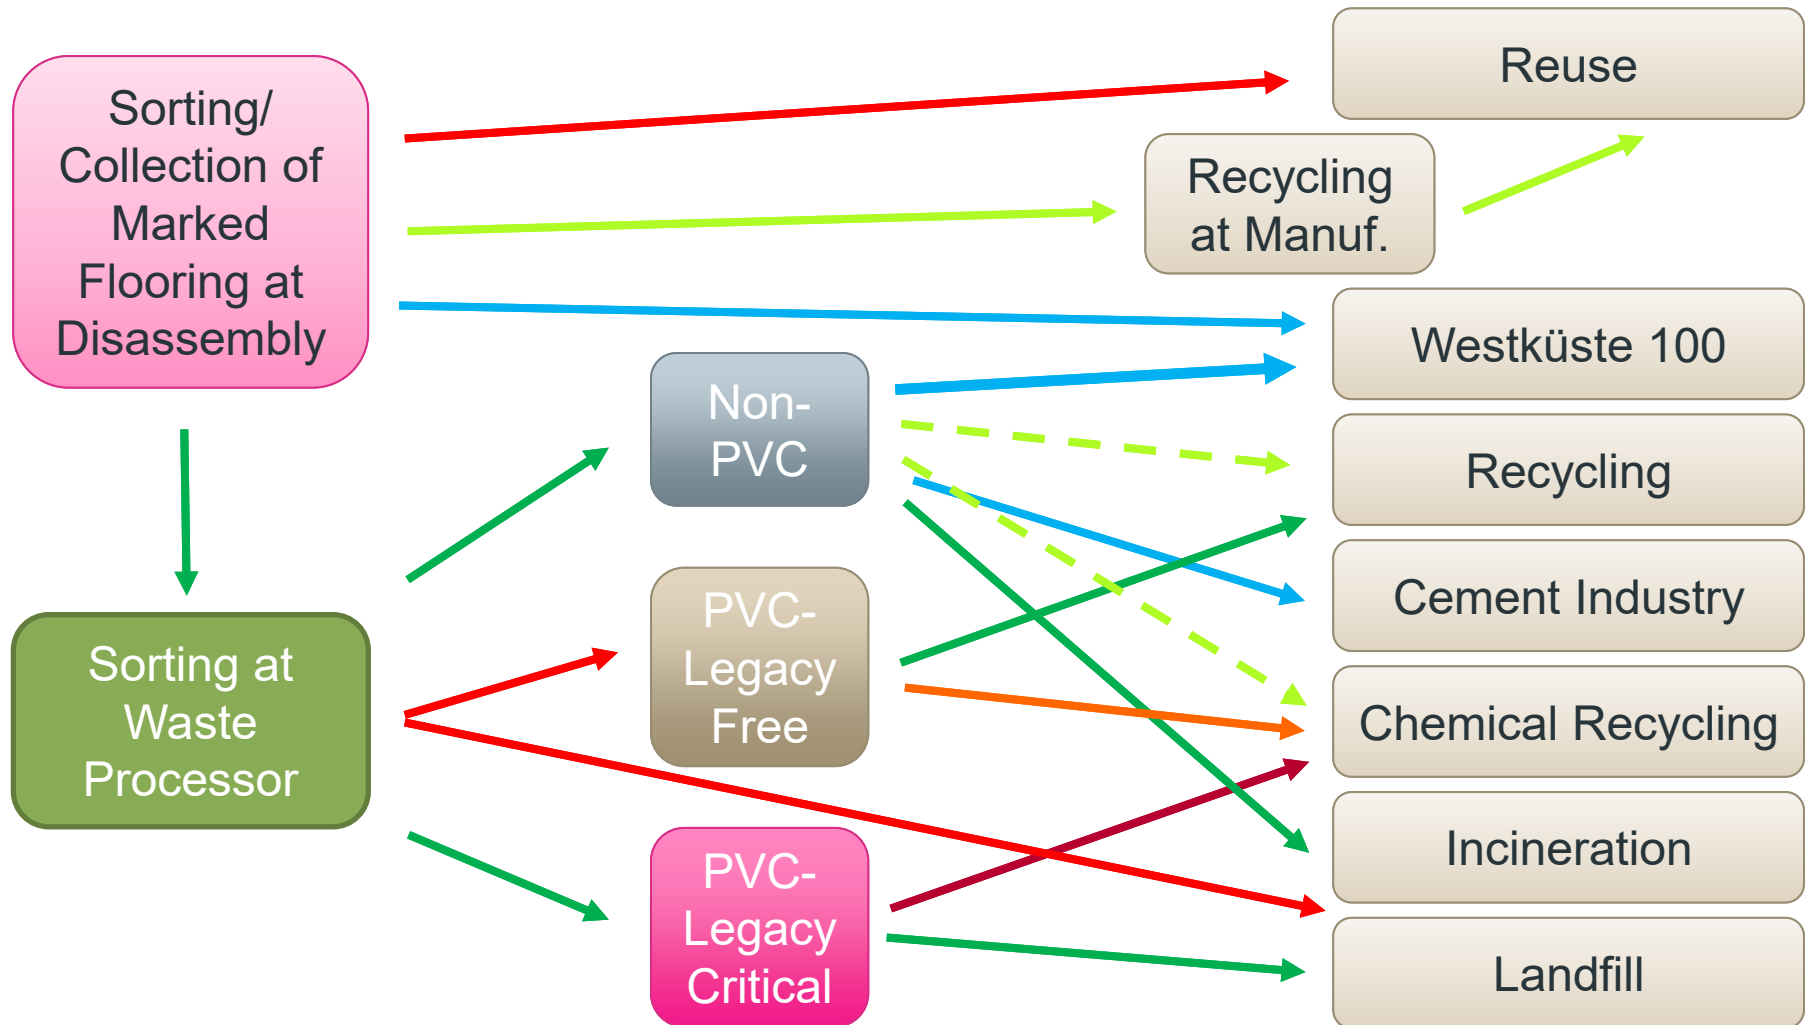 Sorting/
Collection of
Marked
Flooring at
Disassembly
Reuse
Recycling
at Manuf.
Westküste 100
Non-
PVC
Recycling
Cement Industry
PVC-
Legacy
Free
Sorting at
Waste
Processor
Chemical Recycling
Incineration
PVC-
Legacy
Critical
Landfill